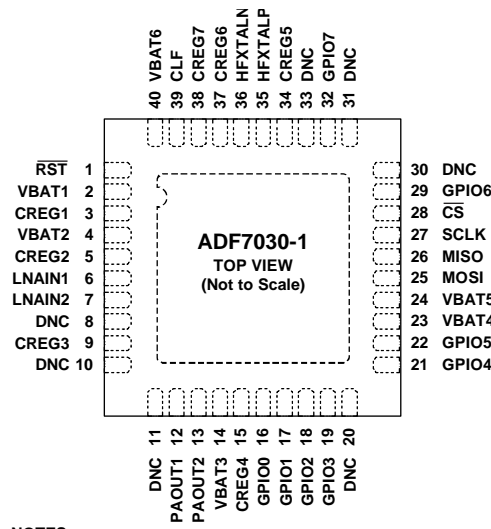 40 VBAT6
39 CLF
38 CREG7
37 CREG6
36 HFXTALN
35 HFXTALP
34 CREG5
33 DNC
32 GPIO7
31 DNC
RST 1
VBAT1 2
CREG1 3
VBAT2 4
CREG2 5
LNAIN1 6
LNAIN2 7
DNC 8
CREG3 9
DNC 10
ADF7030-1
TOP VIEW
(Not to Scale)
30 DNC
29 GPIO6
28 CS
27 SCLK
26 MISO
25 MOSI
24 VBAT5
23 VBAT4
22 GPIO5
21 GPIO4
DNC 11
PAOUT1 12
PAOUT2 13
VBAT3 14
CREG4 15
GPIO0 16
GPIO1 17
GPIO2 18
GPIO3 19
DNC 20